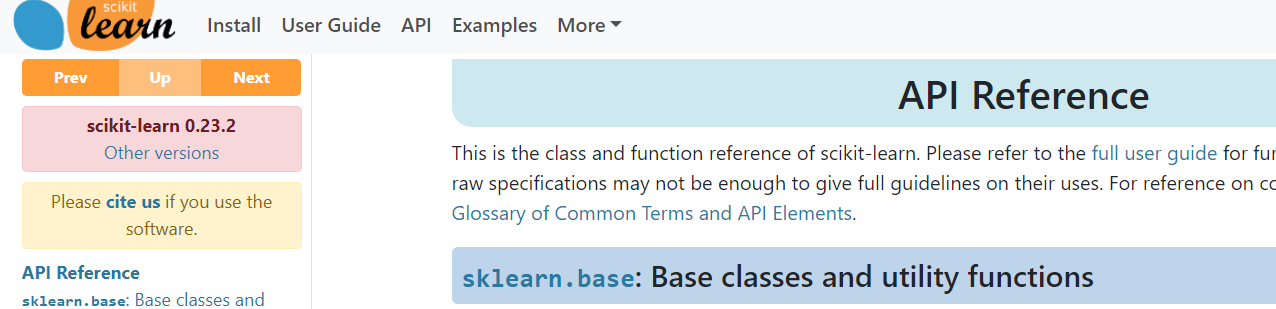 scikit
learn
Install User Guide API Examples More
Prev Up Next
scikit-learn 0.23.2
Other versions
Please cite us if you use the
software.
API Reference
sklearn.base: Base classes and
API Reference
This is the class and function reference of scikit-learn. Please refer to the full user guide for
raw specifications may not be enough to give full guidelines on their uses. For reference on
Glossary of Common Terms and API Elements.
sklearn.base: Base classes and utility functions